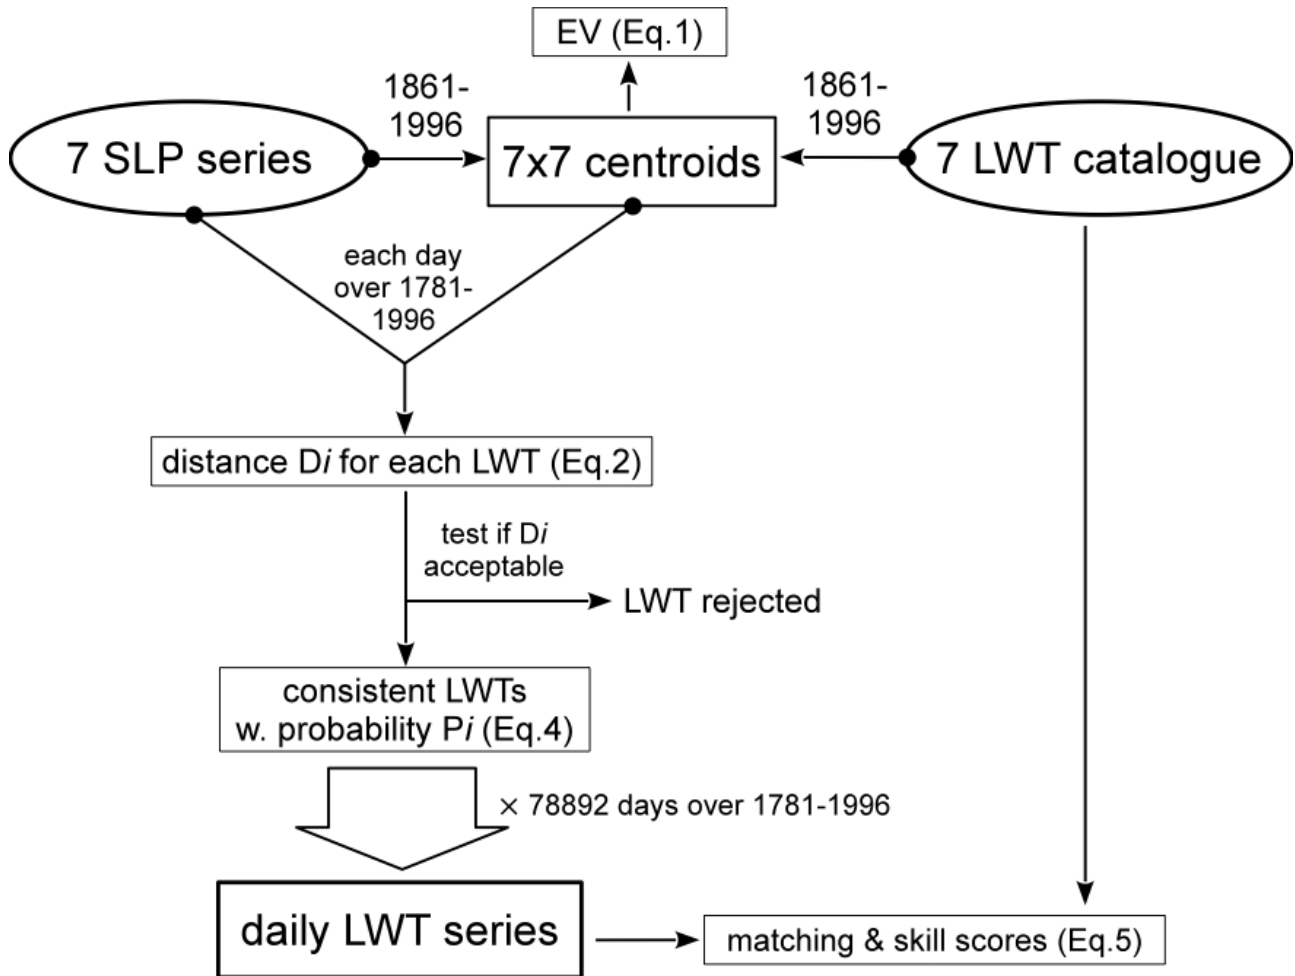 EV (Eq.1)
1861-
1996
1861-
1996
7 SLP series
7x7 centroids
7 LWT catalogue
each day
over 1781-
1996
distance Di for each LWT (Eq.2)
test if Di
acceptable
LWT rejected
consistent LWTs
w. probability Pi (Eq.4)
× 78892 days over 1781-1996
daily LWT series
matching & skill scores (Eq.5)